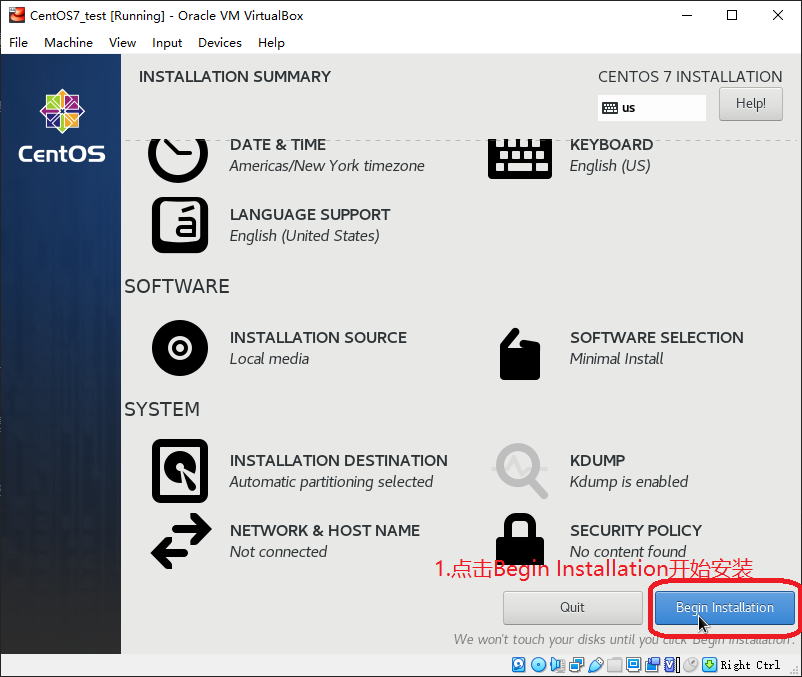 CentOS7_test [Running] - Oracle VM VirtualBox
File Machine View Input Devices Help
INSTALLATION SUMMARY
CENTOS 7 INSTALLATION
us
Help!
CentOS
DATE & TIME
Americas/New York timezone
KEYBOARD
English (US)
á
LANGUAGE SUPPORT
English (United States)
SOFTWARE
INSTALLATION SOURCE
Local media
SOFTWARE SELECTION
Minimal Install
SYSTEM
INSTALLATION DESTINATION
Automatic partitioning selected
KDUMP
Kdump is enabled
NETWORK & HOST NAME
Not connected
SECURITY POLICY
No content found
1.点击Begin Installation开始安装
Quit
Begin Installation
We won't touch your disks until you click 'Begin Installation'.
Right Ctrl